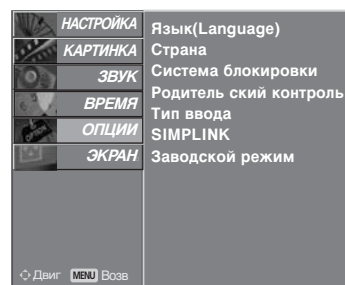 НАСТРОЙКА
КАРТИНКА
ЗВУК
ВРЕМЯ
ОПЦИИ
ЭКРАН
Язык(Language)
Страна
Система блокировки
Родитель ский контроль
Тип ввода
SIMPLINK
Заводской режим
Двиг MENU Возв